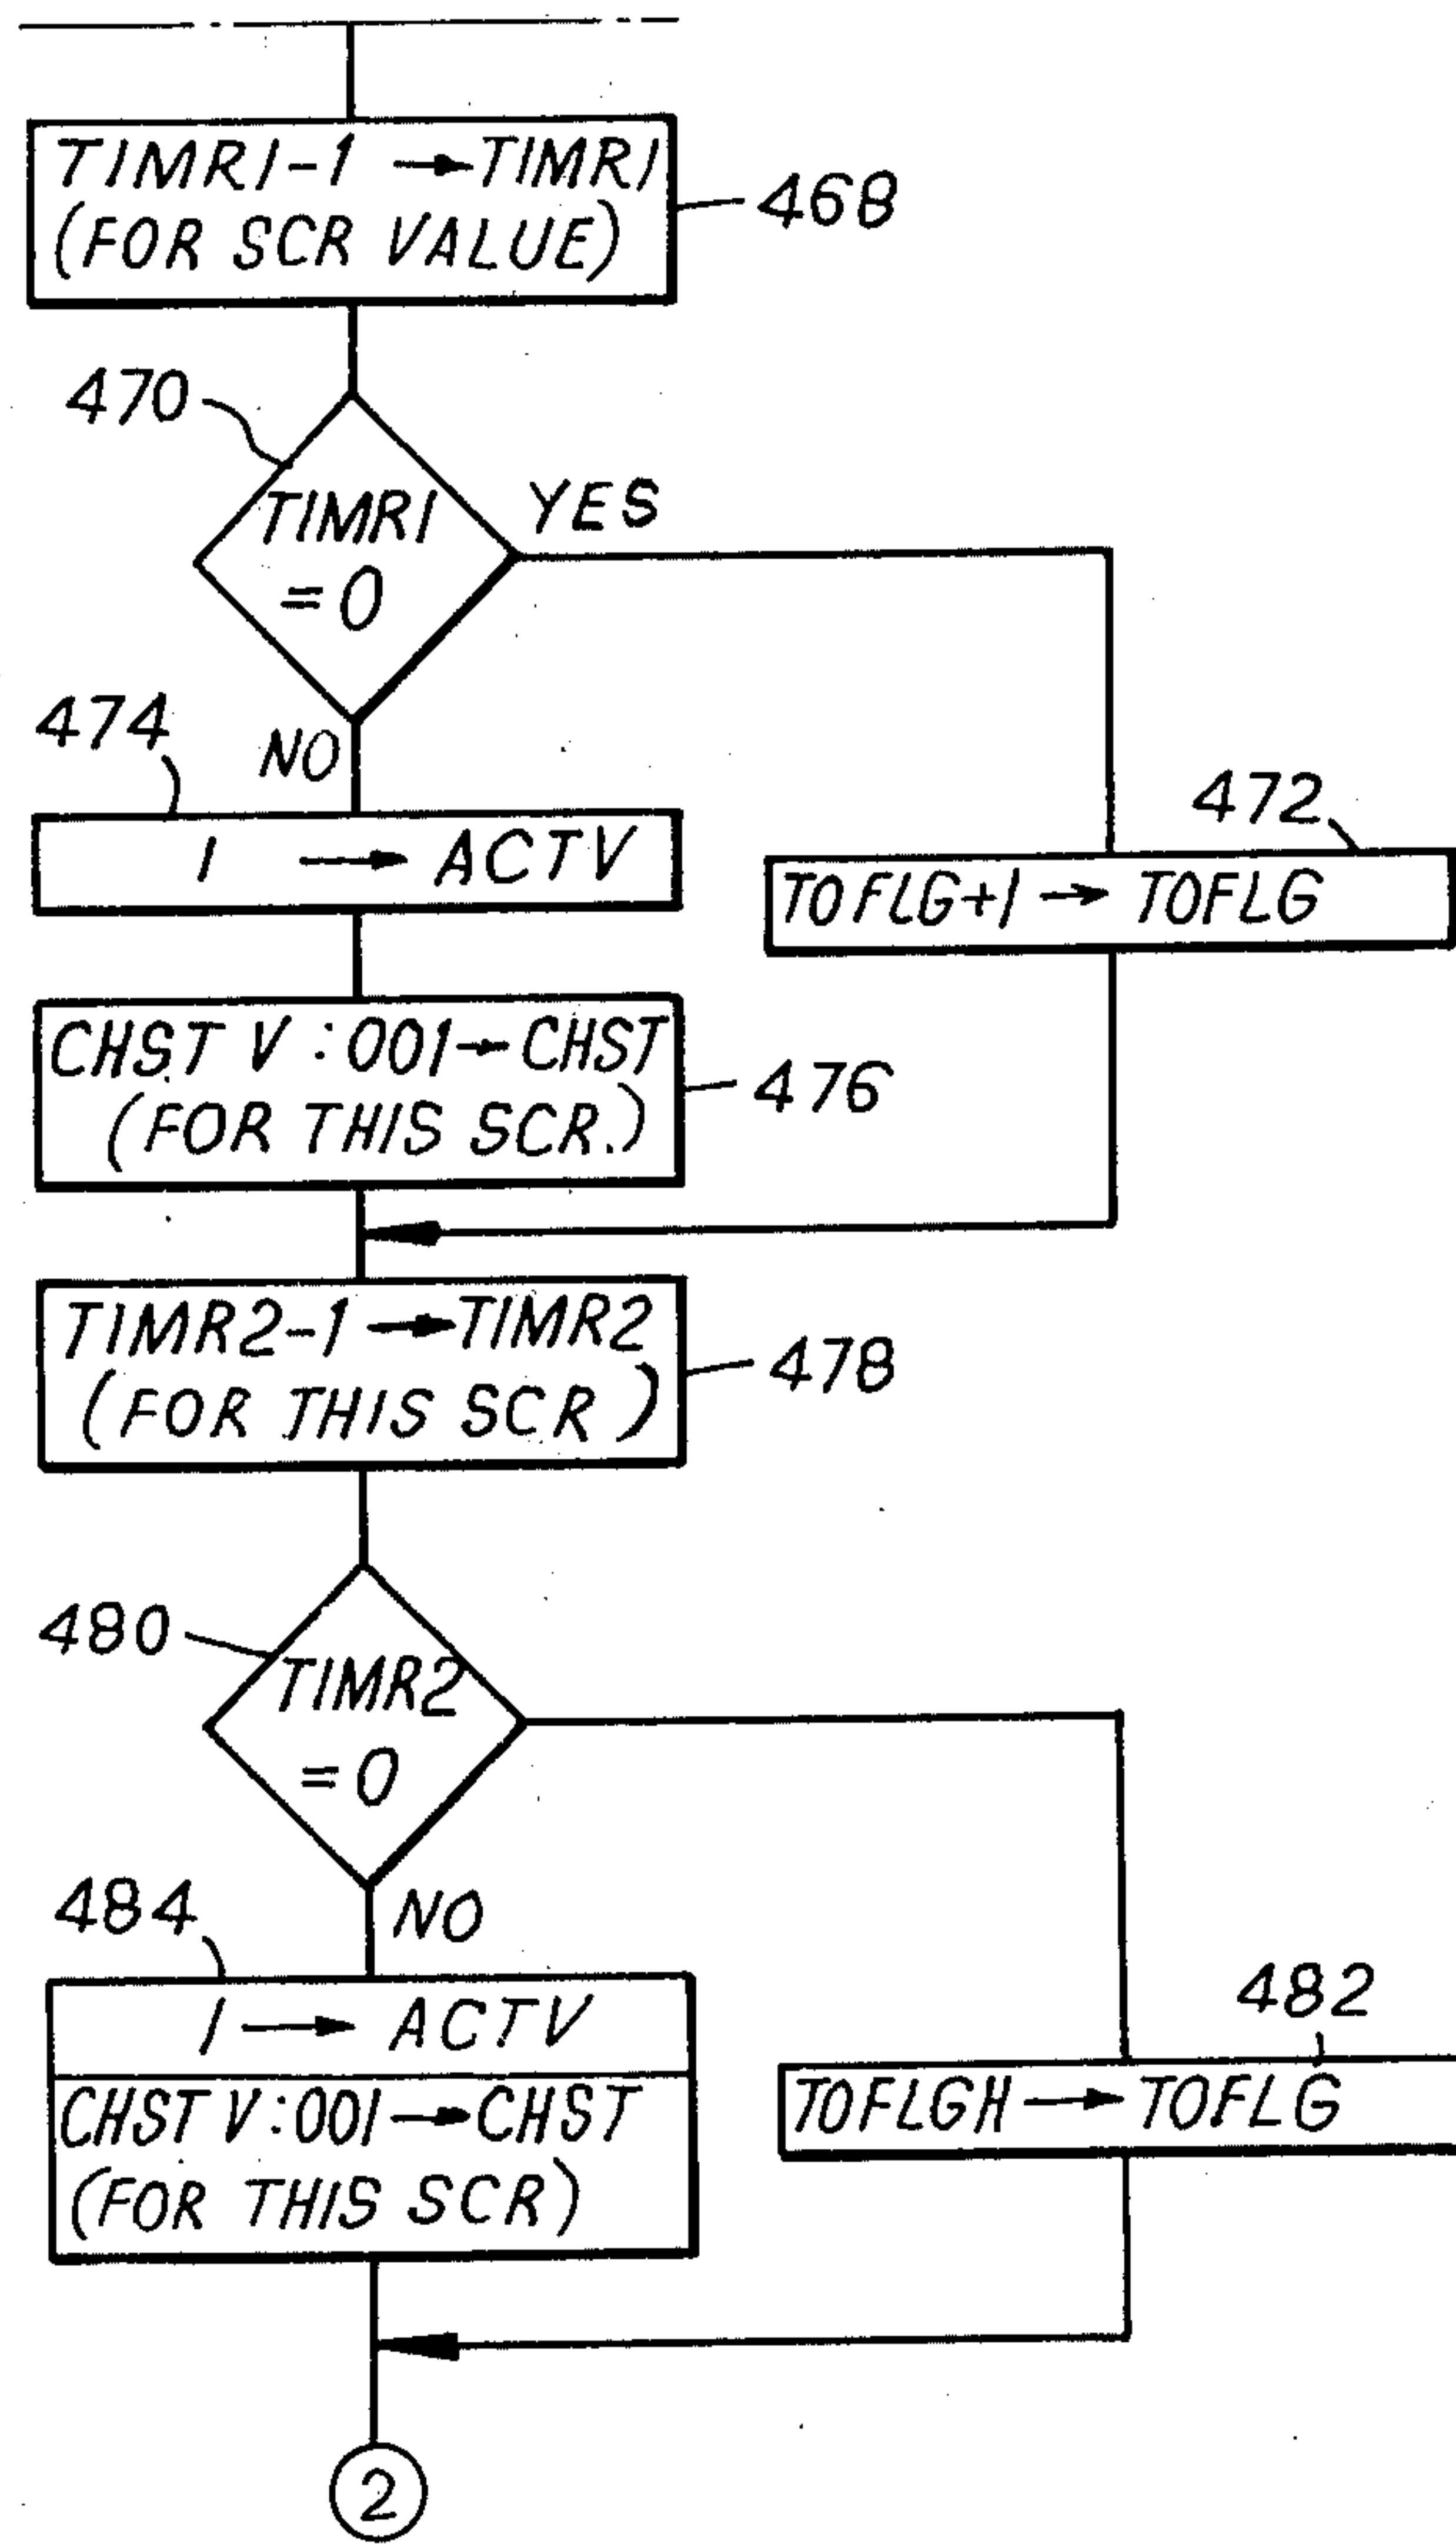 TIMR1-1 → TIMR1
(FOR SCR VALUE)
468
470
TIMR1
= 0
YES
NO
474
1 → ACTV
472
TOFLG+1 → TOFLG
CHST V : 001 → CHST
(FOR THIS SCR.)
476
TIMR2-1 → TIMR2
(FOR THIS SCR)
478
480
TIMR2
= 0
NO
484
1 → ACTV
482
TOFLGH → TOFLG
CHST V : 001 → CHST
(FOR THIS SCR)
2